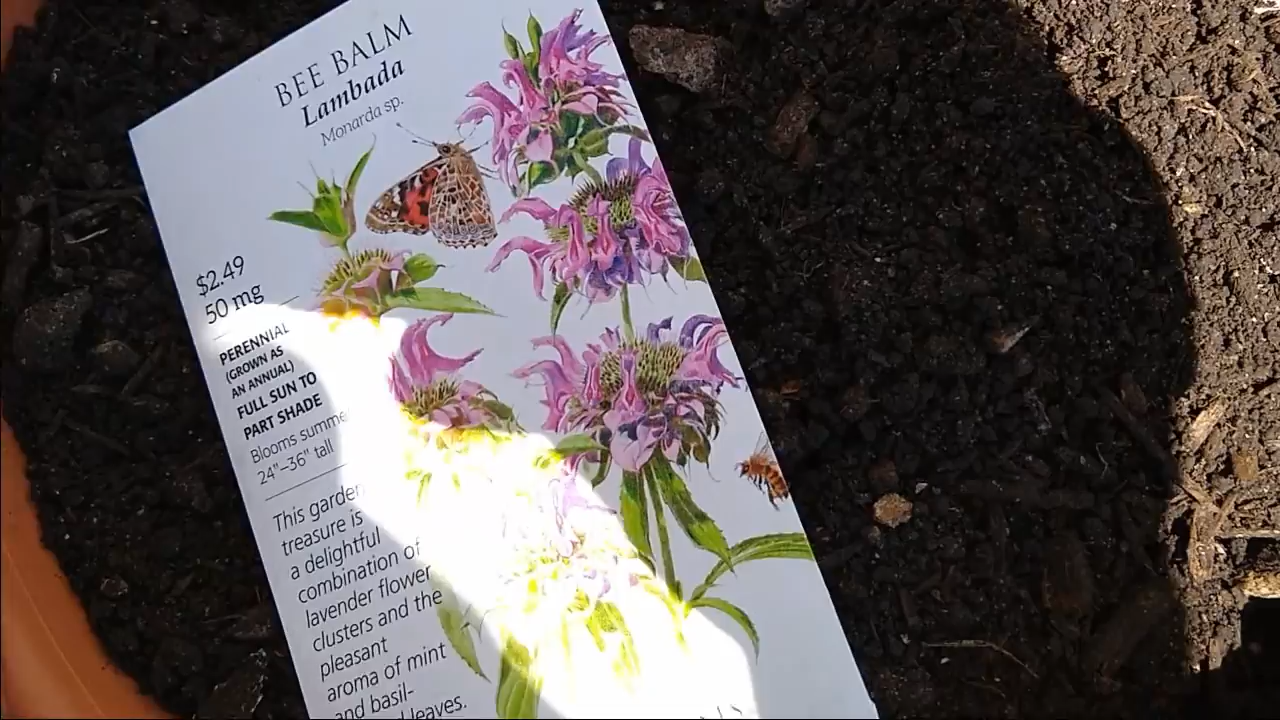 BEE BALM
Lambada
Monarda sp.
$2.49
50 mg
PERENNIAL
(GROWN AS
AN ANNUAL)
FULL SUN TO
PART SHADE
Blooms summe
24"–36" tall
This garden
treasure is
a delightful
combination of
lavender flower
clusters and the
pleasant
aroma of mint
and basil-
leaves.